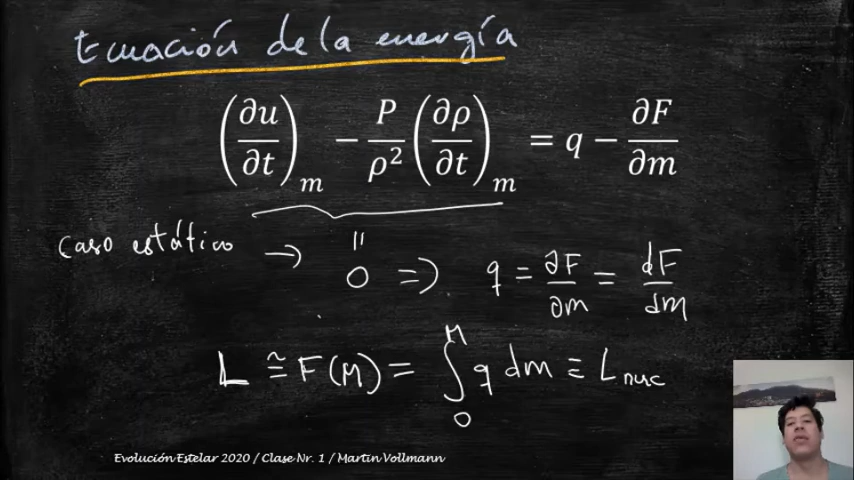 Ecuación de la energía
(∂u/∂t)_m − P/ρ² (∂ρ/∂t)_m = q − ∂F/∂m
caso estático → " 0 ⇒ q = ∂F/∂m = dF/dm
L ≅ F(M) = ∫₀ᴹ q dm ≡ L_nuc
Evolución Estelar 2020 / Clase Nr. 1 / Martin Vollmann